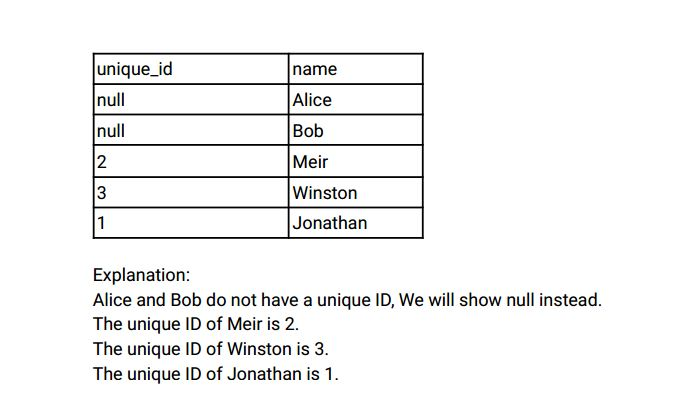 unique_id name
null Alice
null Bob
2 Meir
3 Winston
1 Jonathan
Explanation:
Alice and Bob do not have a unique ID, We will show null instead.
The unique ID of Meir is 2.
The unique ID of Winston is 3.
The unique ID of Jonathan is 1.